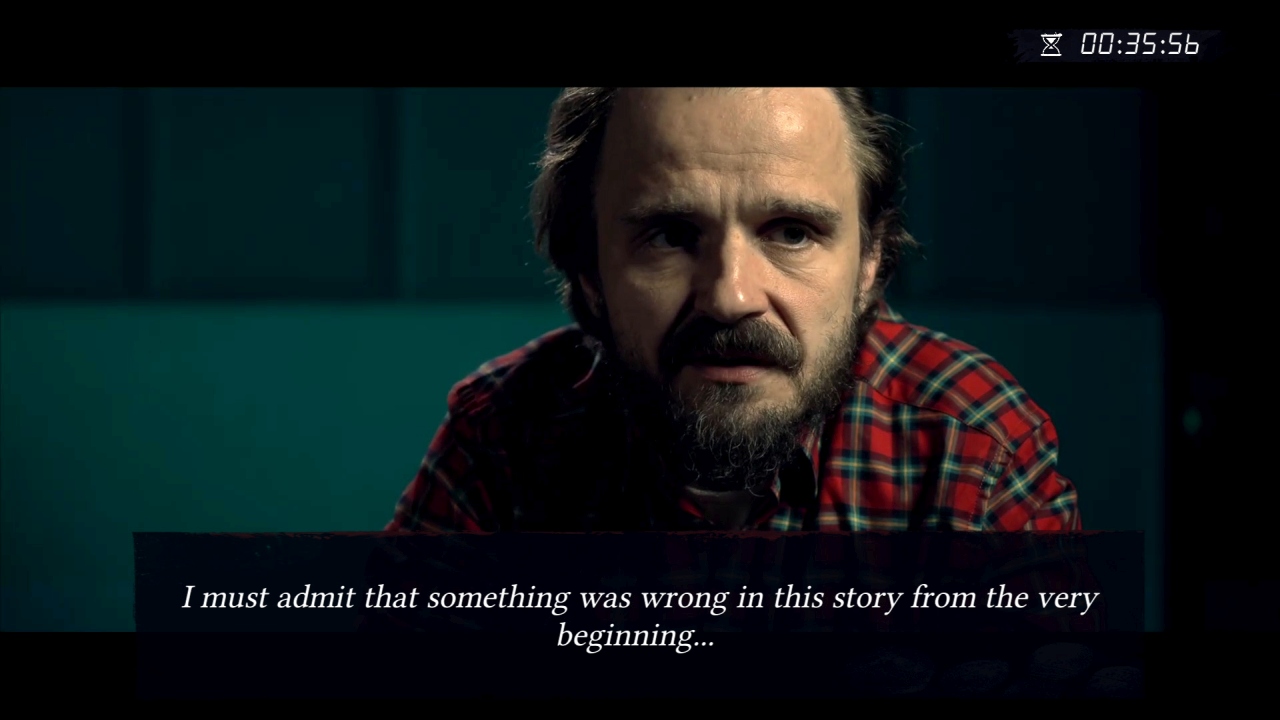 00:35:56
I must admit that something was wrong in this story from the very
beginning...